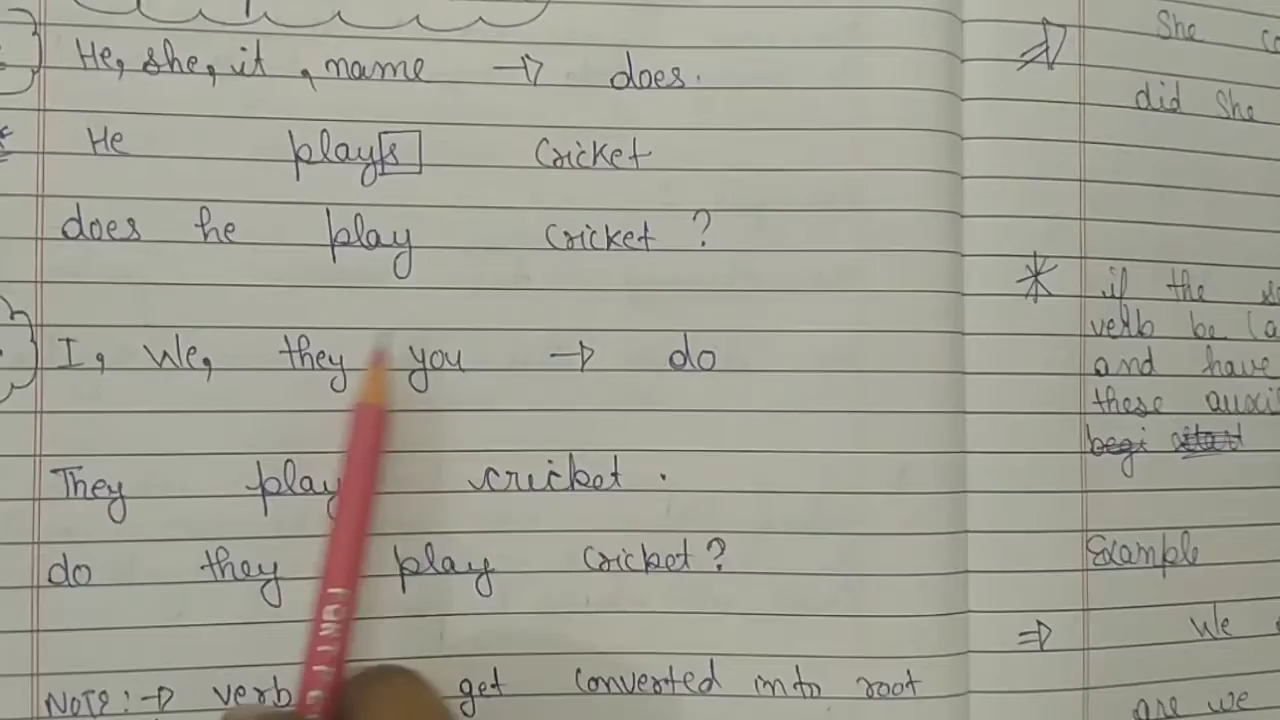 He, she, it, name → does.
He plays cricket
does he play cricket ?
I, We, they you → do
They play cricket .
do they play cricket?
NOTE: → verb get converted into root
She
did she
* if the
verb be (a
and have
these
Example
⇒ We
are we